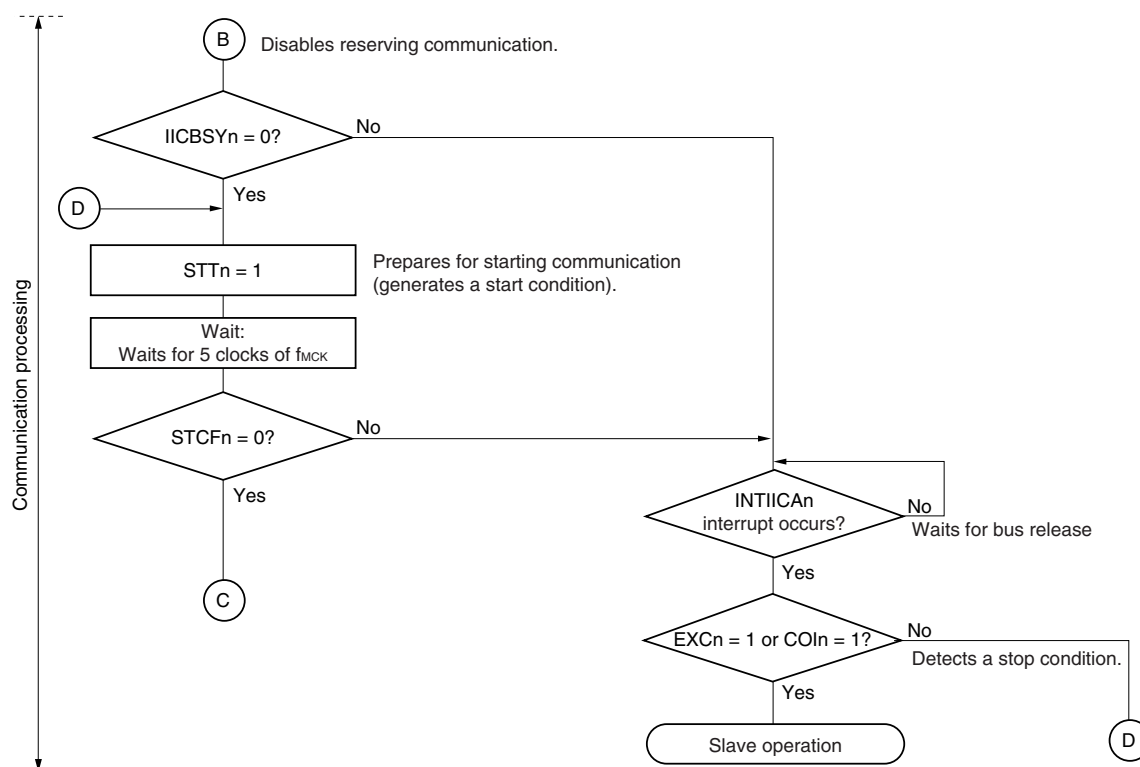 B
Disables reserving communication.
IICBSYn = 0?
No
Yes
D
STTn = 1
Prepares for starting communication
(generates a start condition).
Wait:
Waits for 5 clocks of fMCK
STCFn = 0?
No
Yes
C
INTIICAn
interrupt occurs?
No
Waits for bus release
Yes
EXCn = 1 or COIn = 1?
No
Detects a stop condition.
Yes
Slave operation
D
Communication processing